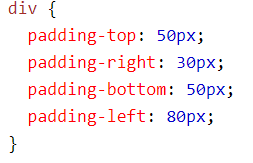 div {
  padding-top: 50px;
  padding-right: 30px;
  padding-bottom: 50px;
  padding-left: 80px;
}